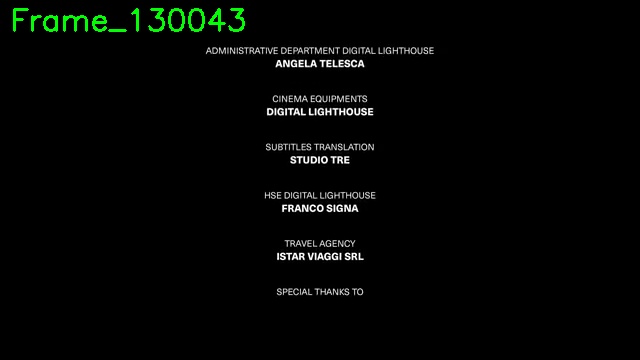 Frame_130043
ADMINISTRATIVE DEPARTMENT DIGITAL LIGHTHOUSE
ANGELA TELESCA
CINEMA EQUIPMENTS
DIGITAL LIGHTHOUSE
SUBTITLES TRANSLATION
STUDIO TRE
HSE DIGITAL LIGHTHOUSE
FRANCO SIGNA
TRAVEL AGENCY
ISTAR VIAGGI SRL
SPECIAL THANKS TO